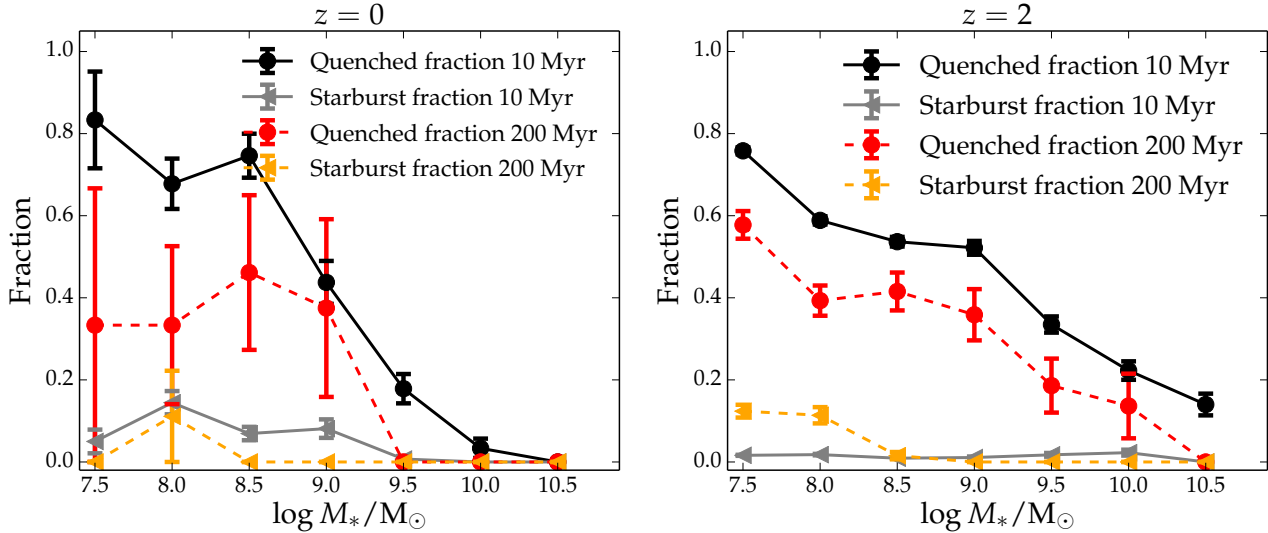 z = 0
1.0
0.8
0.6
0.4
0.2
0.0
Fraction
Quenched fraction 10 Myr
Starburst fraction 10 Myr
Quenched fraction 200 Myr
Starburst fraction 200 Myr
7.5 8.0 8.5 9.0 9.5 10.0 10.5
log M*/M⊙
z = 2
1.0
0.8
0.6
0.4
0.2
0.0
Fraction
Quenched fraction 10 Myr
Starburst fraction 10 Myr
Quenched fraction 200 Myr
Starburst fraction 200 Myr
7.5 8.0 8.5 9.0 9.5 10.0 10.5
log M*/M⊙